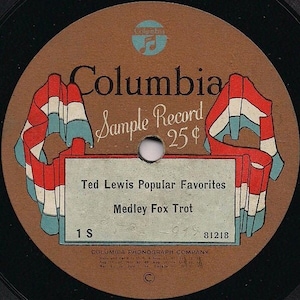 Columbia
Columbia
Sample Record
25¢
Ted Lewis Popular Favorites
Medley Fox Trot
1 S 81218
COLUMBIA PHONOGRAPH COMPANY